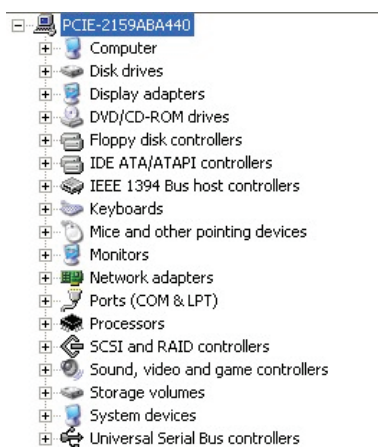 PCIE-2159ABA440
Computer
Disk drives
Display adapters
DVD/CD-ROM drives
Floppy disk controllers
IDE ATA/ATAPI controllers
IEEE 1394 Bus host controllers
Keyboards
Mice and other pointing devices
Monitors
Network adapters
Ports (COM & LPT)
Processors
SCSI and RAID controllers
Sound, video and game controllers
Storage volumes
System devices
Universal Serial Bus controllers